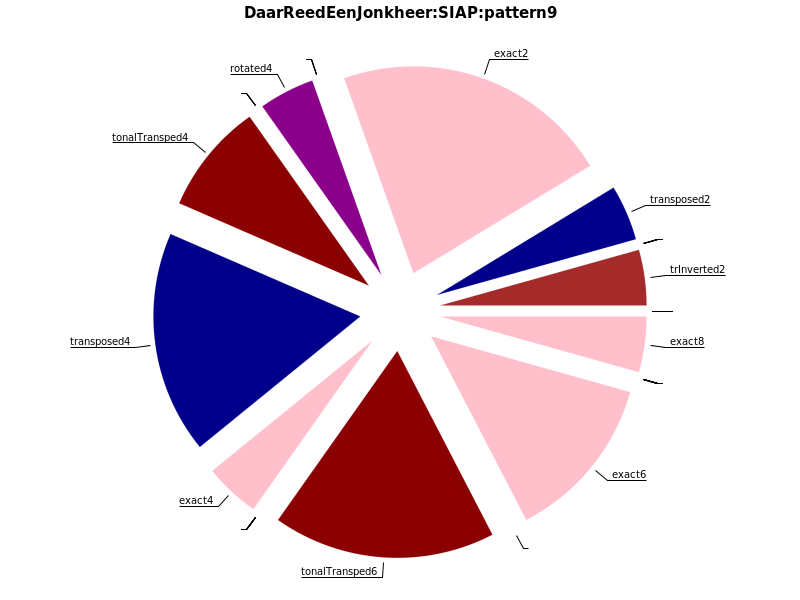 DaarReedEenJonkheer:SIAP:pattern9
exact2
rotated4
tonalTransped4
transposed2
trInverted2
transposed4
exact8
exact6
exact4
tonalTransped6